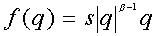 f(q) = s|q|^{β-1} q